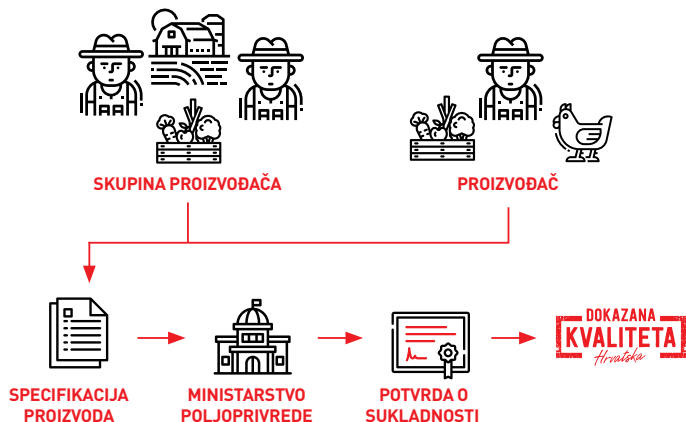 SKUPINA PROIZVOĐAČA
PROIZVOĐAČ
SPECIFIKACIJA
PROIZVODA
MINISTARSTVO
POLJOPRIVREDE
POTVRDA O
SUKLADNOSTI
DOKAZANA
KVALITETA
Hrvatska